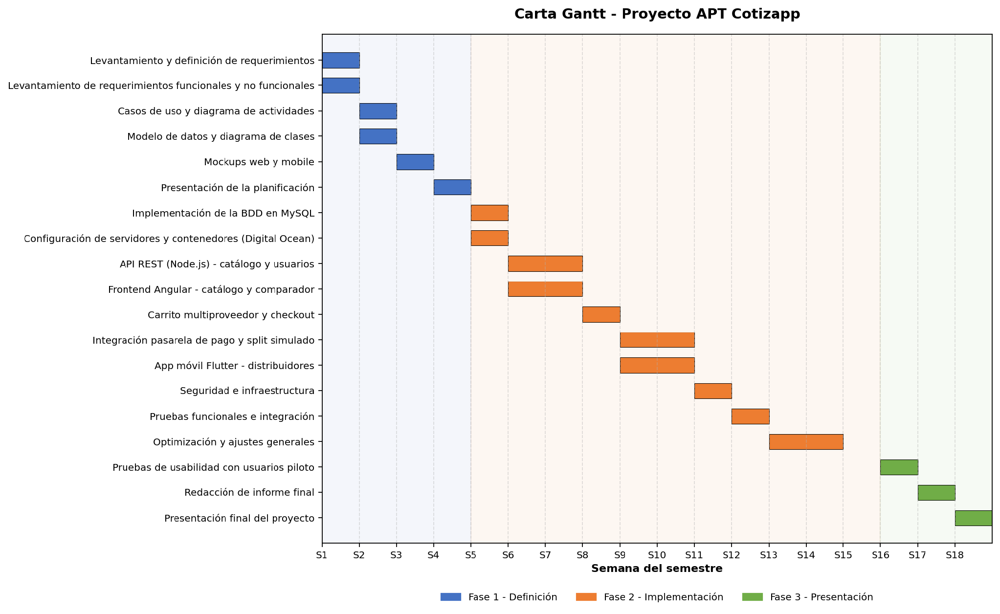 Carta Gantt - Proyecto APT Cotizapp
Levantamiento y definición de requerimientos
Levantamiento de requerimientos funcionales y no funcionales
Casos de uso y diagrama de actividades
Modelo de datos y diagrama de clases
Mockups web y mobile
Presentación de la planificación
Implementación de la BDD en MySQL
Configuración de servidores y contenedores (Digital Ocean)
API REST (Node.js) - catálogo y usuarios
Frontend Angular - catálogo y comparador
Carrito multiproveedor y checkout
Integración pasarela de pago y split simulado
App móvil Flutter - distribuidores
Seguridad e infraestructura
Pruebas funcionales e integración
Optimización y ajustes generales
Pruebas de usabilidad con usuarios piloto
Redacción de informe final
Presentación final del proyecto
S1 S2 S3 S4 S5 S6 S7 S8 S9 S10 S11 S12 S13 S14 S15 S16 S17 S18
Semana del semestre
Fase 1 - Definición Fase 2 - Implementación Fase 3 - Presentación